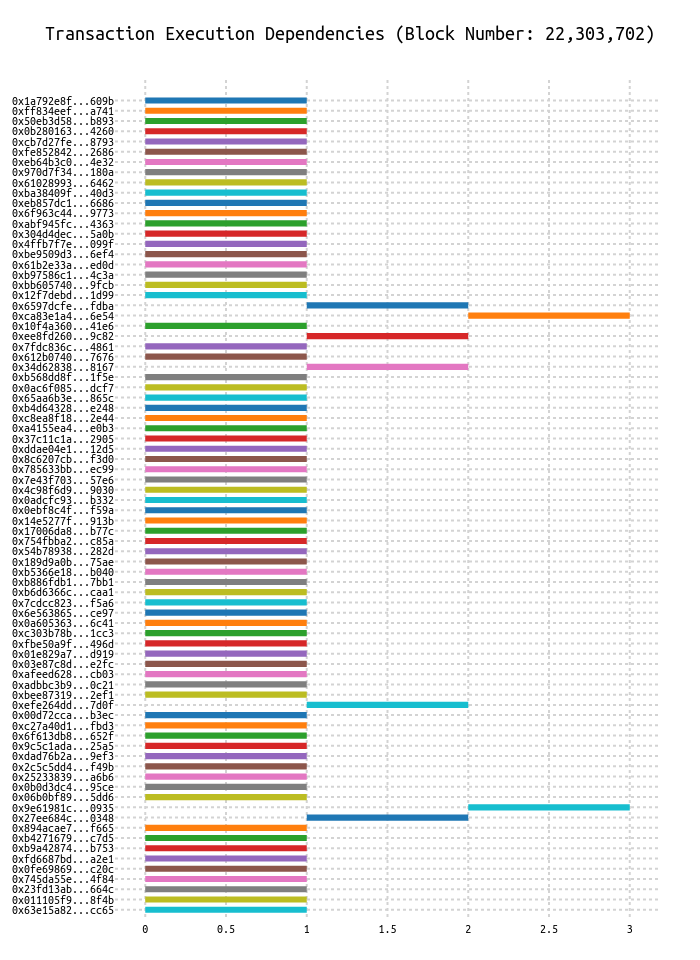 Transaction Execution Dependencies (Block Number: 22,303,702)
0x1a792e8f...609b
0xff834eef...a741
0x50eb3d58...b893
0x0b280163...4260
0xcb7d27fe...8793
0xfe852842...2686
0xeb64b3c0...4e32
0x970d7f34...180a
0x61028993...6462
0xba38409f...40d3
0xeb857dc1...6686
0x6f963c44...9773
0xabf945fc...4363
0x304d4dec...5a0b
0x4ffb7f7e...099f
0xbe9509d3...6ef4
0x61b2e33a...ed0d
0xb97586c1...4c3a
0xbb605740...9fcb
0x12f7debd...1d99
0x6597dcfe...fdba
0xca83e1a4...6e54
0x10f4a360...41e6
0xee8fd260...9c82
0x7fdc836c...4861
0x612b0740...7676
0x34d62838...8167
0xb568dd8f...1f5e
0x0ac6f085...dcf7
0x65aa6b3e...865c
0xb4d64328...e248
0xc8ea8f18...2e44
0xa4155ea4...e0b3
0x37c11c1a...2905
0xddae04e1...12d5
0x8c6207cb...f3d0
0x785633bb...ec99
0x7e43f703...57e6
0x4c98f6d9...9030
0x0adcfc93...b332
0x0ebf8c4f...f59a
0x14e5277f...913b
0x17006da8...b77c
0x754fbba2...c85a
0x54b78938...282d
0x189d9a0b...75ae
0xb5366e18...b040
0xb886fdb1...7bb1
0xb6d6366c...caa1
0x7cdcc823...f5a6
0x6e563865...ce97
0x0a605363...6c41
0xc303b78b...1cc3
0xfbe50a9f...496d
0x01e829a7...d919
0x03e87c8d...e2fc
0xafeed628...cb03
0xadbbc3b9...0c21
0xbee87319...2ef1
0xefe264dd...7d0f
0x00d72cca...b3ec
0xc27a40d1...fbd3
0x6f613db8...652f
0x9c5c1ada...25a5
0xdad76b2a...9ef3
0x2c5c5dd4...f49b
0x25233839...a6b6
0x0b0d3dc4...95ce
0x06b0bf89...5dd6
0x9e61981c...0935
0x27ee684c...0348
0x894acae7...f665
0xb4271679...c7d5
0xb9a42874...b753
0xfd6687bd...a2e1
0x0fe69869...c20c
0x745da55e...4f84
0x23fd13ab...664c
0x011105f9...8f4b
0x63e15a82...cc65
0 0.5 1 1.5 2 2.5 3